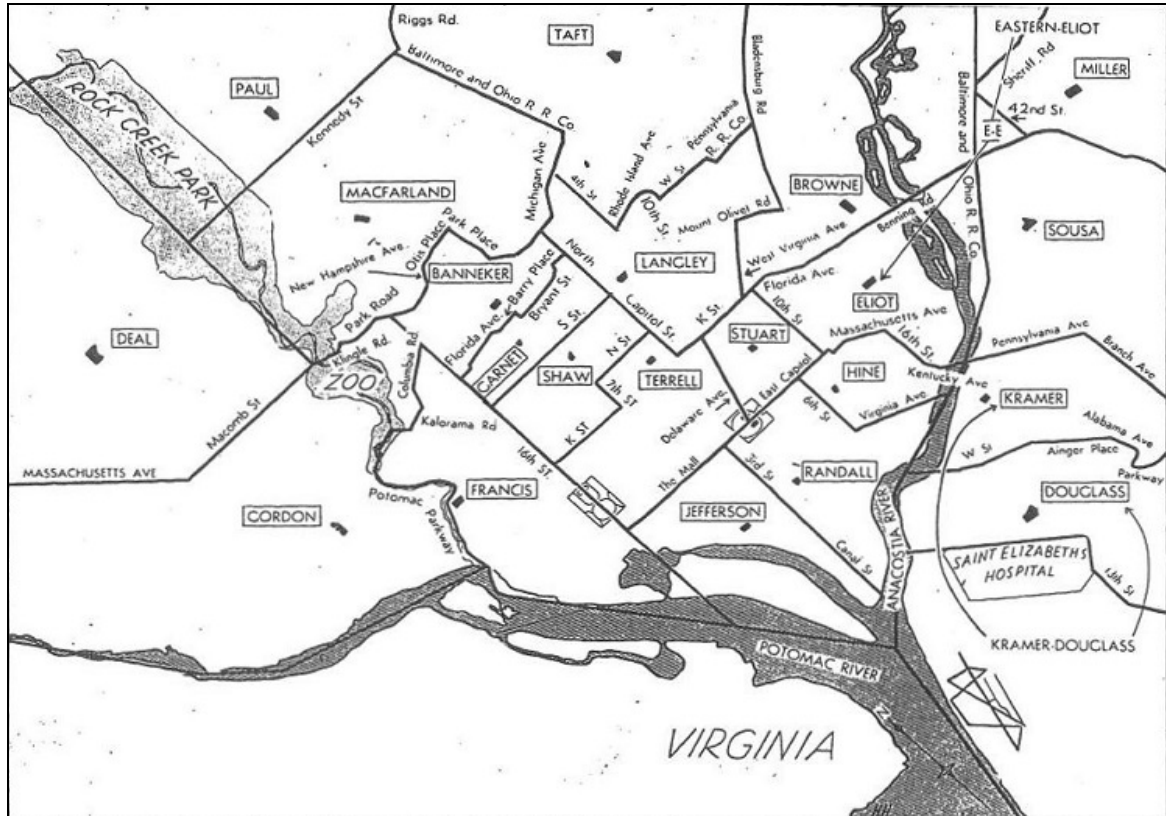 Riggs Rd.
TAFT
Bladensburg Rd
EASTERN-ELIOT
Baltimore and Ohio R R Co.
PAUL
Kennedy St
ROCK CREEK PARK
Baltimore and
Ohio R R Co.
Sheriff Rd
MILLER
42nd St.
E-E
Michigan Ave
4th St
Rhode Island Ave
10th St.
W St
Pennsylvania
R. R. Co.
BROWNE
MACFARLAND
Otis Place
Park Place
Mount Olivet Rd
West Virginia Ave
Benning Rd
SOUSA
New Hampshire Ave.
BANNEKER
North
Capitol St.
LANGLEY
Florida Ave.
ELIOT
Park Road
Barry Place
Bryant St
Florida Ave.
S St.
K St.
10th St
Massachusetts Ave
16th St.
Pennsylvania Ave
Branch Ave
DEAL
Klingle Rd.
ZOO
Columbia Rd.
GARNET
SHAW
N St
7th ST
TERRELL
STUART
East Capitol
HINE
Kentucky Ave
KRAMER
Macomb St
Kalorama Rd
K ST
Delaware Ave.
6th St
Virginia Ave
Alabama Ave
MASSACHUSETTS AVE
16th ST.
The Mall
3rd St
RANDALL
W St
Ainger Place
Parkway
Potomac
Parkway
FRANCIS
GORDON
JEFFERSON
Canal St
ANACOSTIA RIVER
DOUGLASS
SAINT ELIZABETHS
HOSPITAL
13th St
POTOMAC RIVER
KRAMER-DOUGLASS
VIRGINIA
N
HH